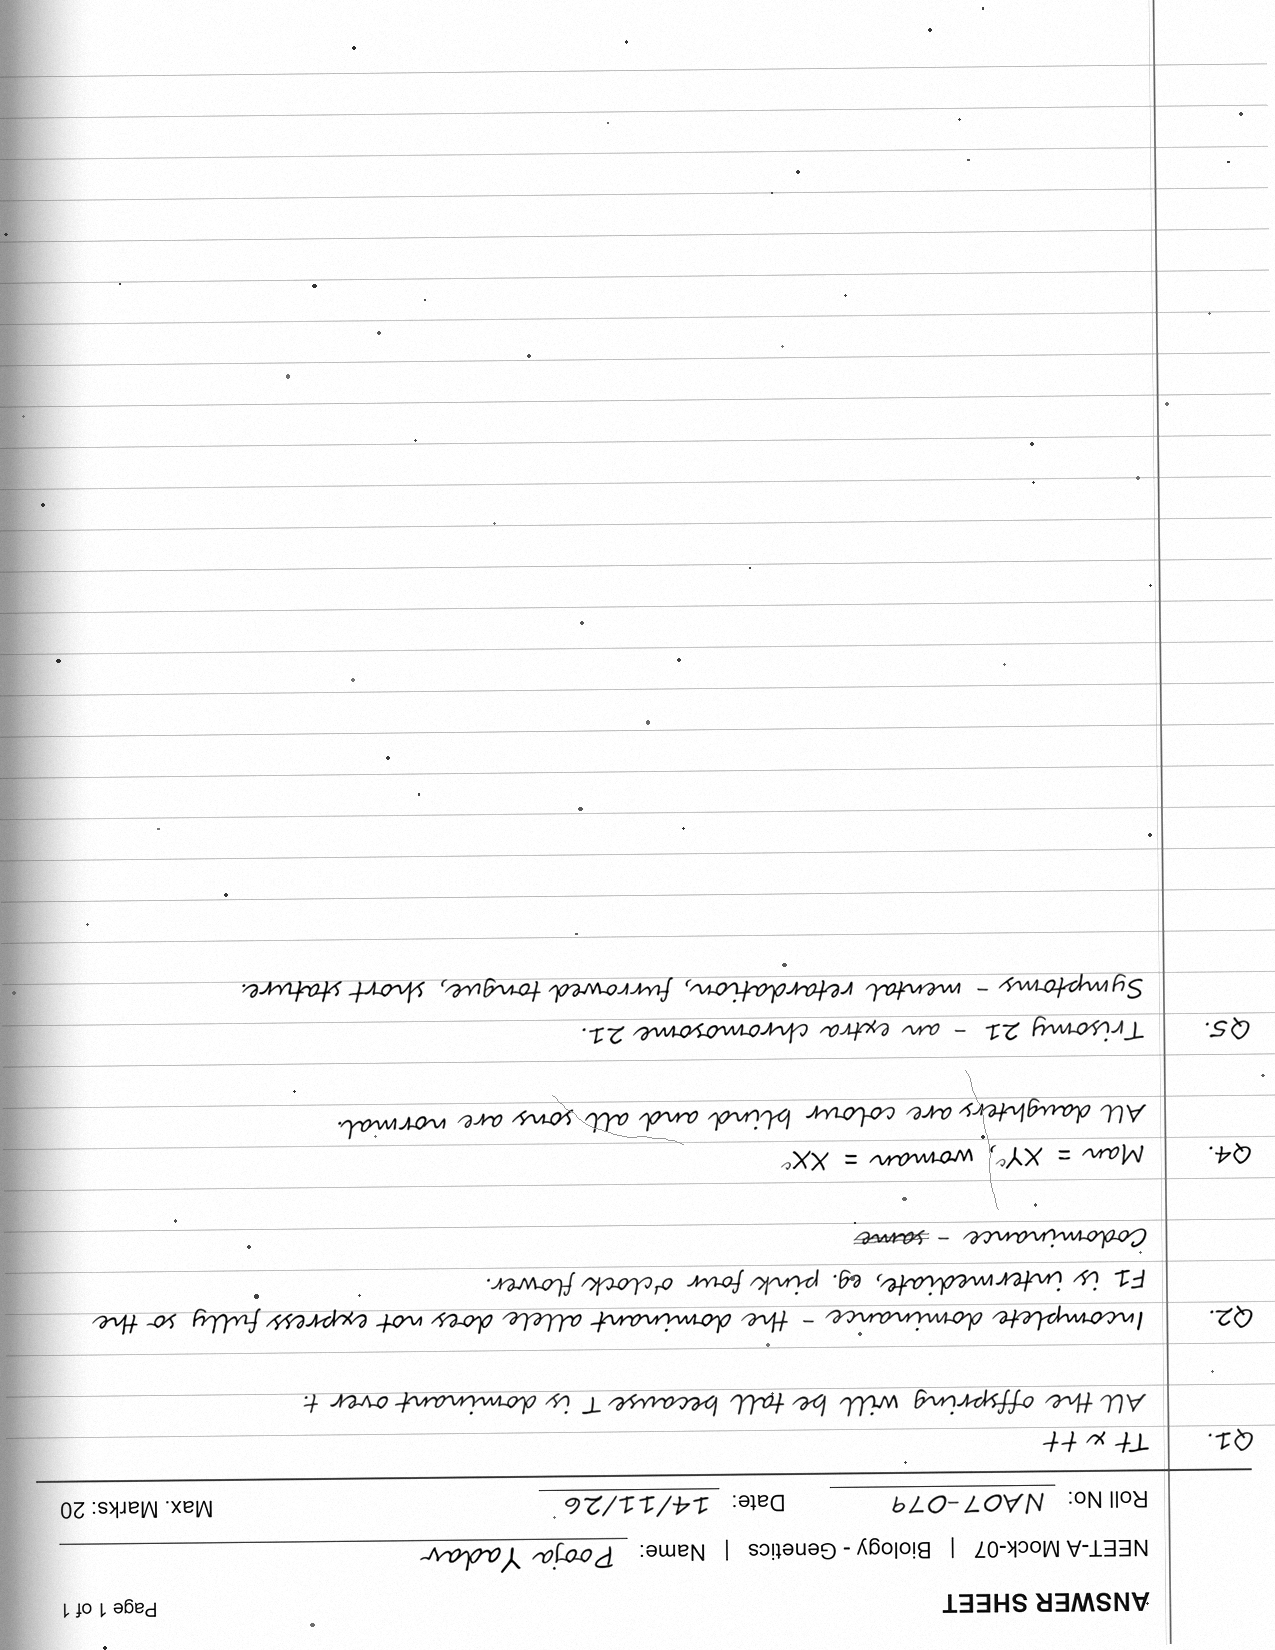 ANSWER SHEET
Page 1 of 1
NEET-A Mock-07 | Biology - Genetics | Name: Pooja Yadav
Roll No: NA07-079 Date: 14/11/26 Max. Marks: 20
Q1. Tt x tt
All the offspring will be tall because T is dominant over t.
Q2. Incomplete dominance - the dominant allele does not express fully so the
F1 is intermediate, eg. pink four o'clock flower.
Codominance - same
Q4. Man = XYᶜ, woman = XXᶜ
All daughters are colour blind and all sons are normal.
Q5. Trisomy 21 - an extra chromosome 21.
Symptoms - mental retardation, furrowed tongue, short stature.